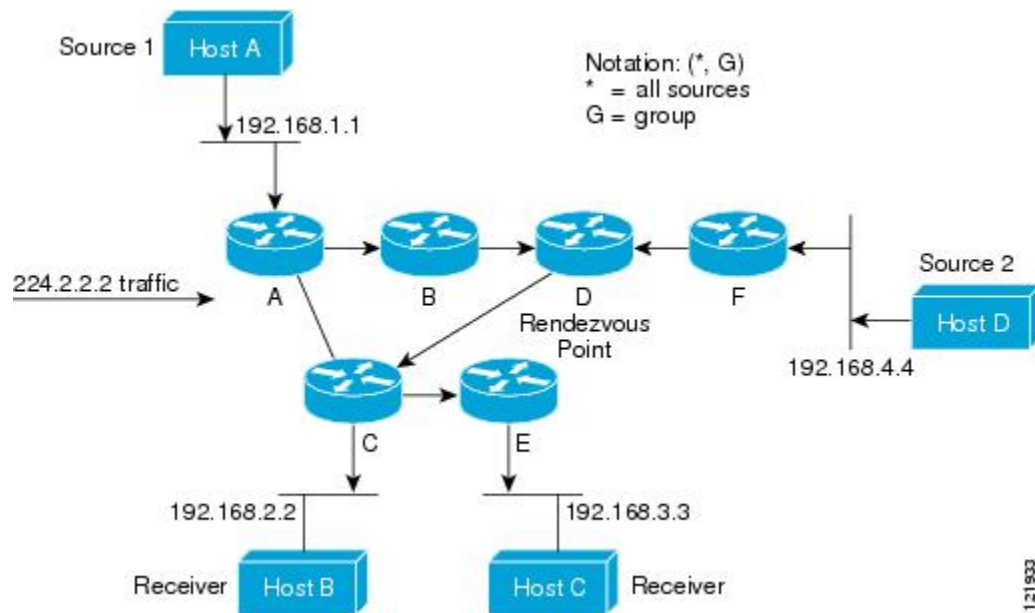 Source 1
Host A
Notation: (*, G)
* = all sources
G = group
192.168.1.1
224.2.2.2 traffic
A
B
D
Rendezvous
Point
F
Source 2
Host D
192.168.4.4
C
E
192.168.2.2
192.168.3.3
Receiver
Host B
Host C
Receiver
121933